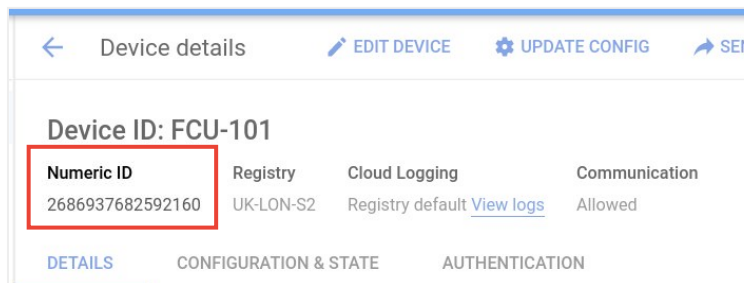 Device details EDIT DEVICE UPDATE CONFIG SEN
Device ID: FCU-101
Numeric ID Registry Cloud Logging Communication
2686937682592160 UK-LON-S2 Registry default View logs Allowed
DETAILS CONFIGURATION & STATE AUTHENTICATION